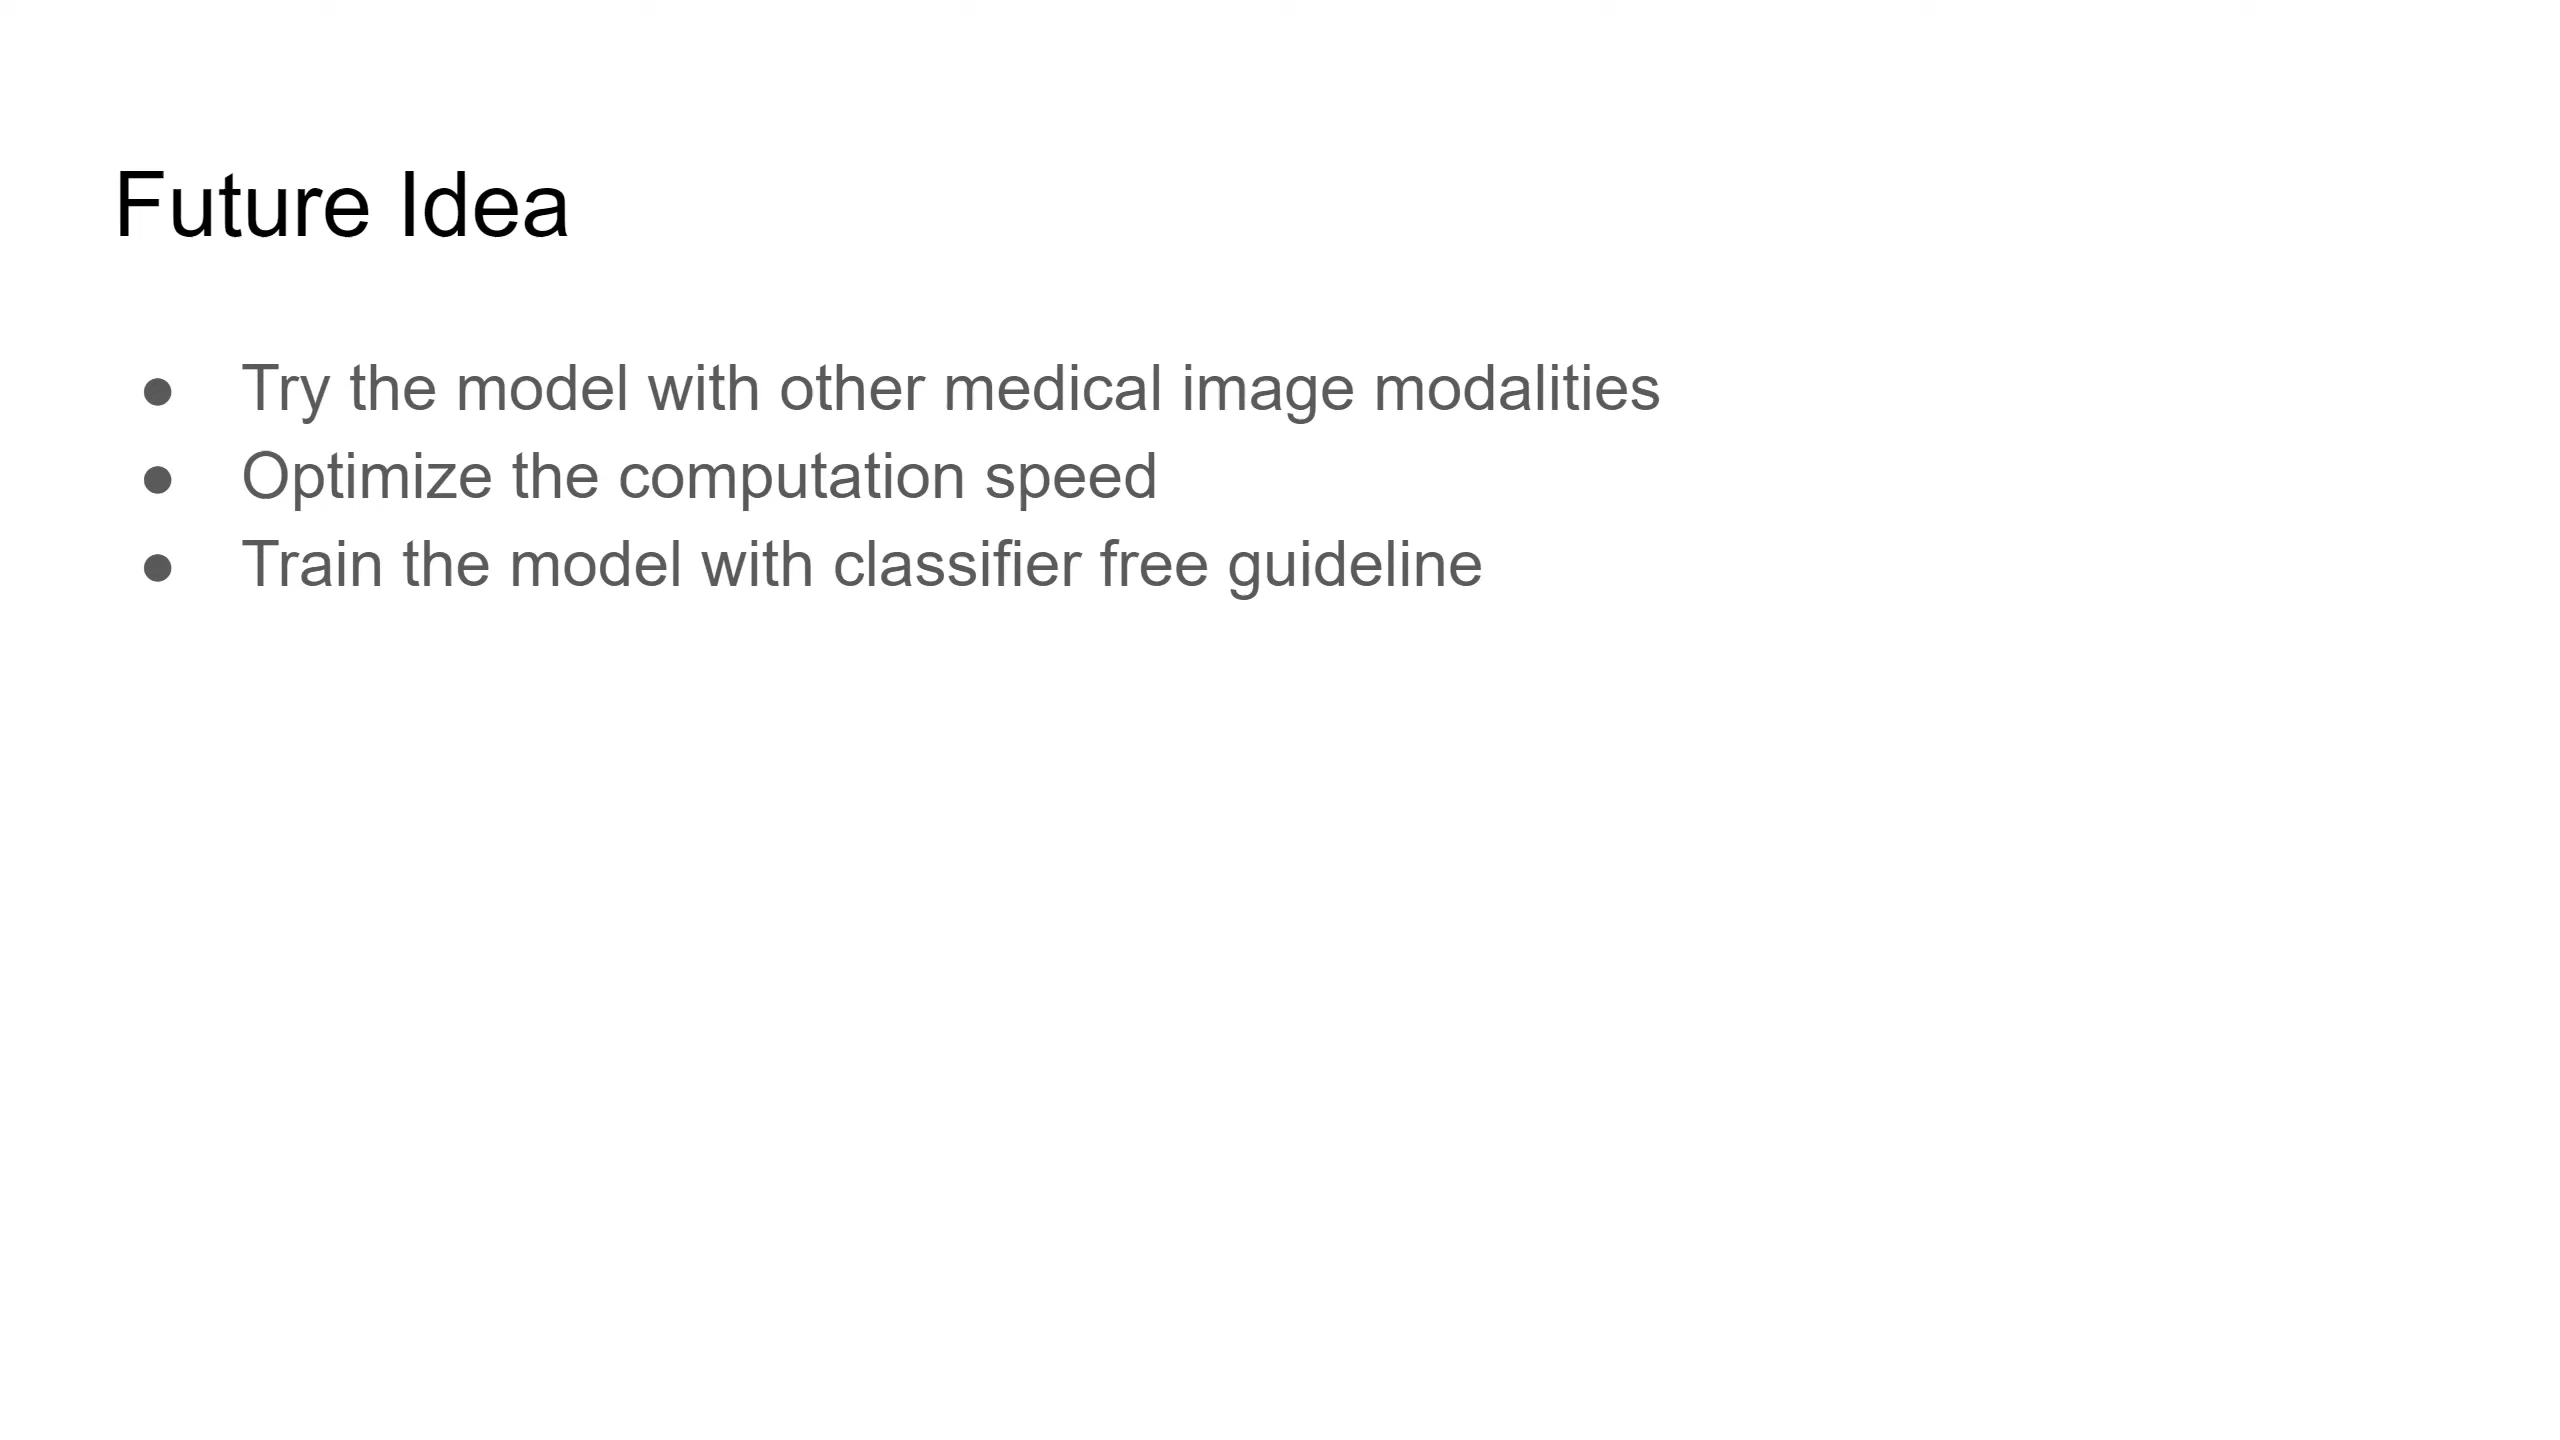 Future Idea
● Try the model with other medical image modalities
● Optimize the computation speed
● Train the model with classifier free guideline